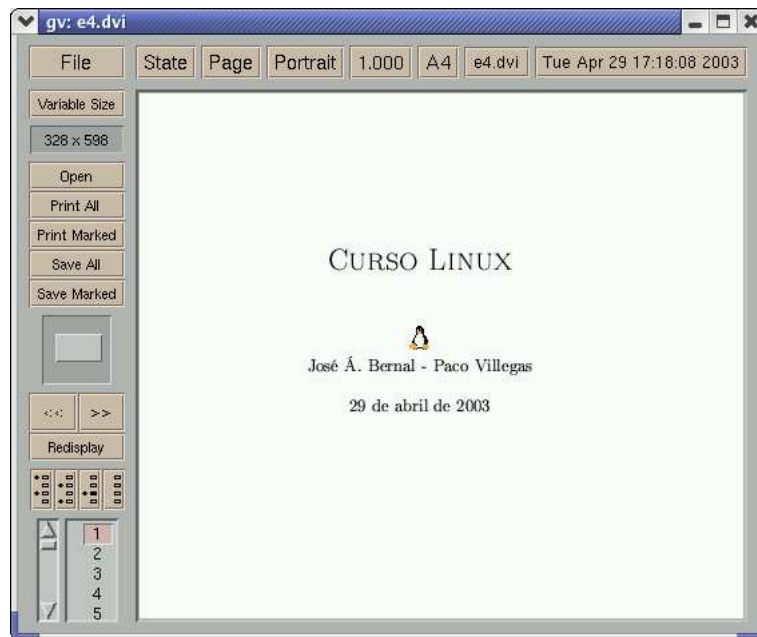 gv: e4.dvi
File State Page Portrait 1.000 A4 e4.dvi Tue Apr 29 17:18:08 2003
Variable Size
328 x 598
Open
Print All
Print Marked
Save All
Save Marked
<< >>
Redisplay
1
2
3
4
5
CURSO LINUX
José Á. Bernal - Paco Villegas
29 de abril de 2003